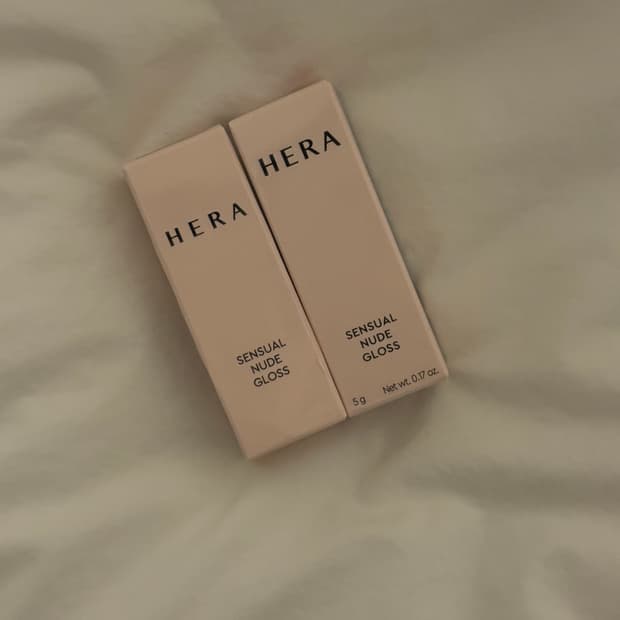 HERA
SENSUAL
NUDE
GLOSS
HERA
SENSUAL
NUDE
GLOSS
5 g Net wt. 0.17 oz.